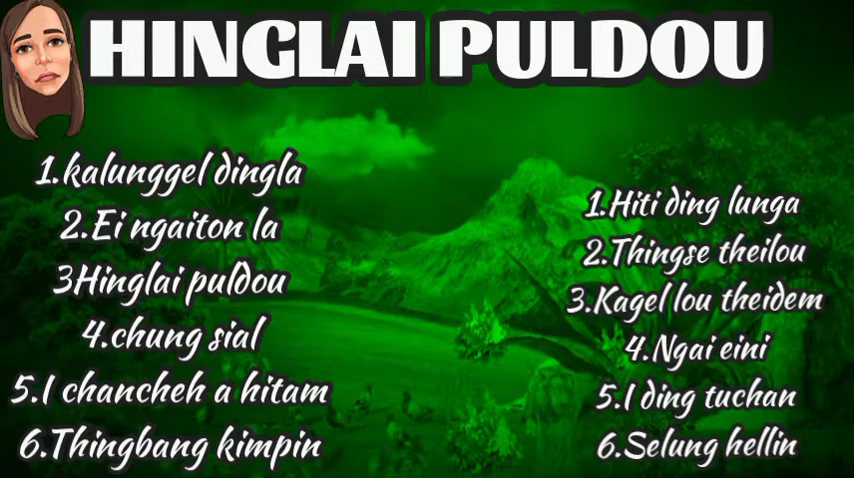 HINGLAI PULDOU
1.kalunggel dingla
2.Ei ngaiton la
3Hinglai puldou
4.chung sial
5.I chancheh a hitam
6.Thingbang kimpin
1.Hiti ding lunga
2.Thingse theilou
3.Kagel lou theidem
4.Ngai eini
5.I ding tuchan
6.Selung hellin